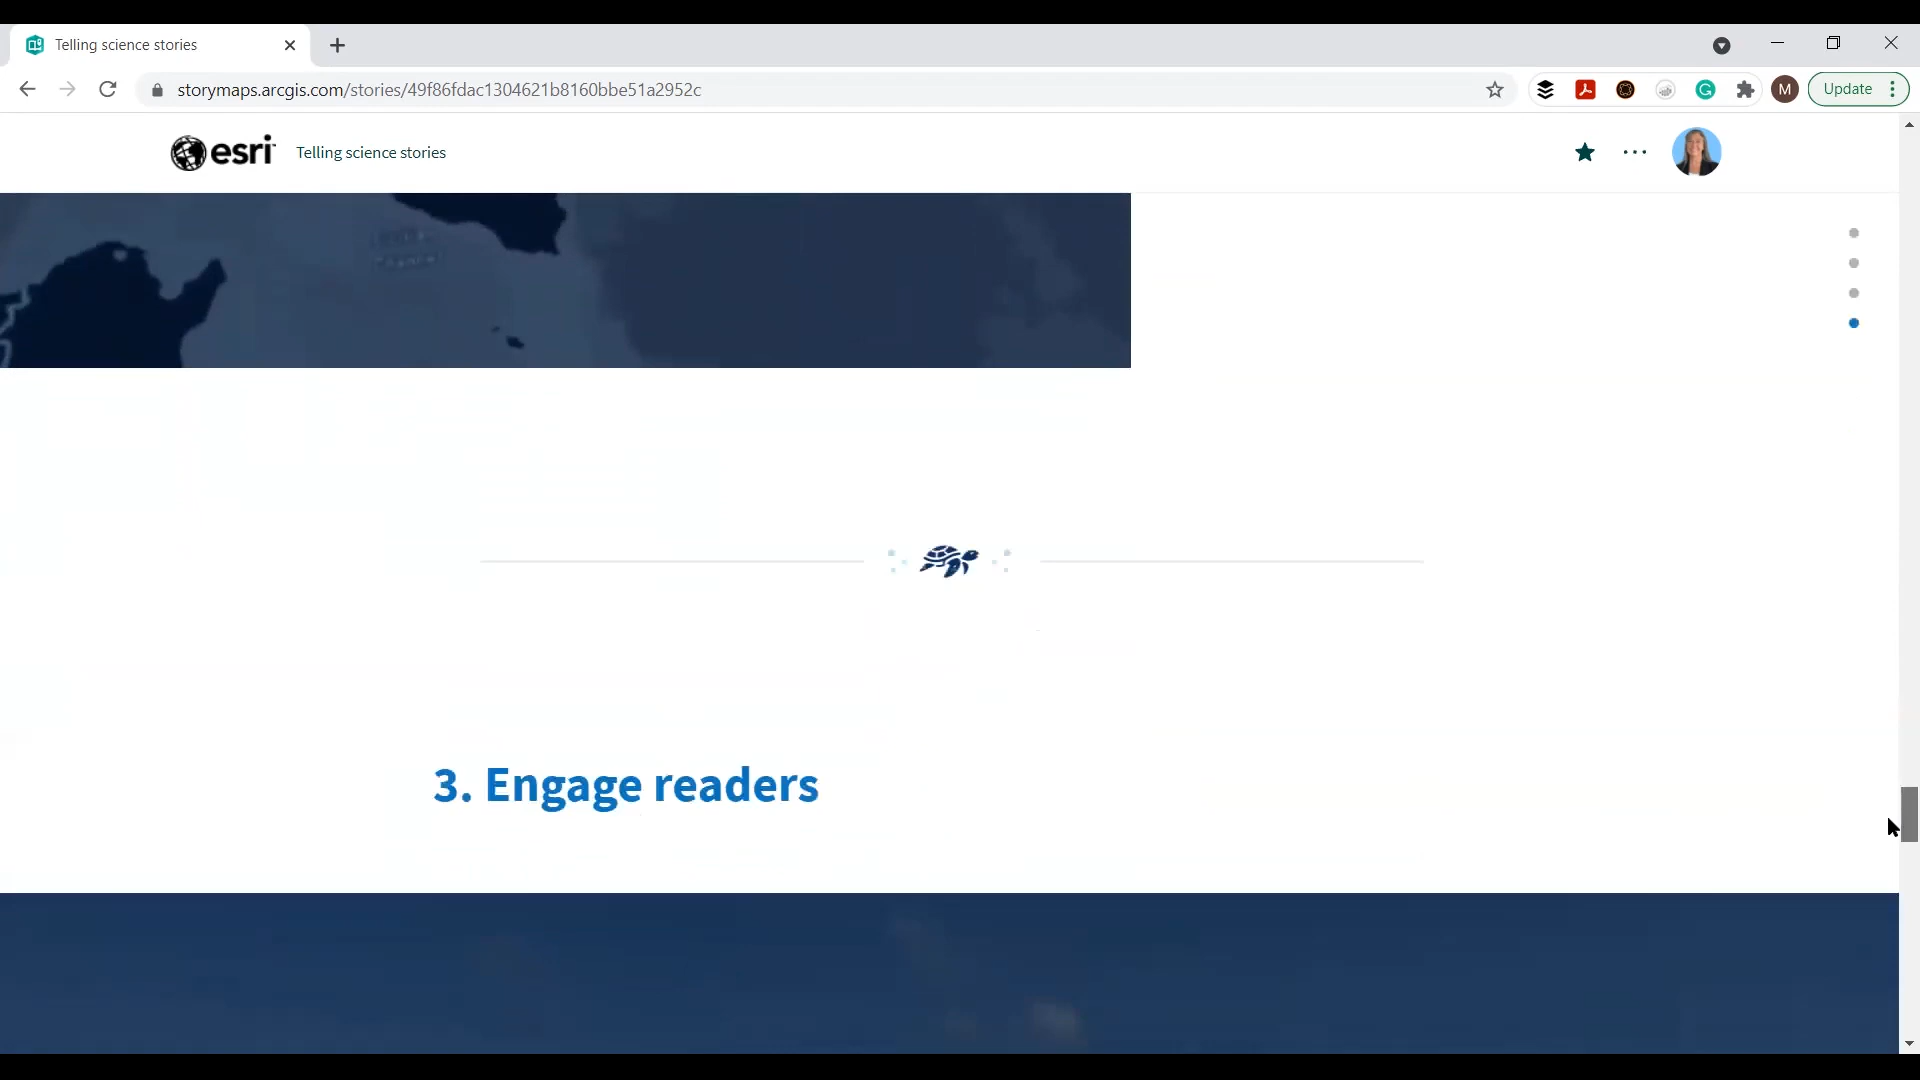 Telling science stories
storymaps.arcgis.com/stories/49f86fdac1304621b8160bbe51a2952c
M
Update
esri
Telling science stories
3. Engage readers